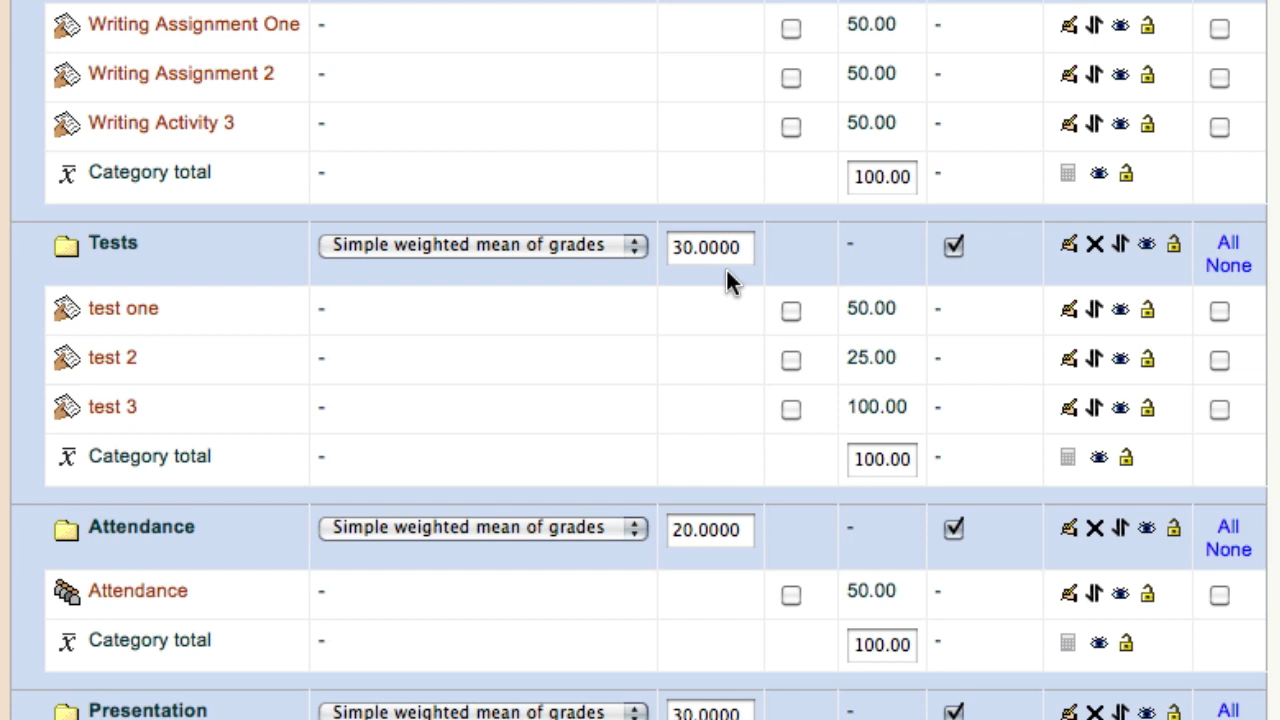 Writing Assignment One - 50.00 -
Writing Assignment 2 - 50.00 -
Writing Activity 3 - 50.00 -
x̅ Category total - 100.00 -
Tests Simple weighted mean of grades 30.0000 - All
None
test one - 50.00 -
test 2 - 25.00 -
test 3 - 100.00 -
x̅ Category total - 100.00 -
Attendance Simple weighted mean of grades 20.0000 - All
None
Attendance - 50.00 -
x̅ Category total - 100.00 -
Presentation Simple weighted mean of grades 30.0000 - All